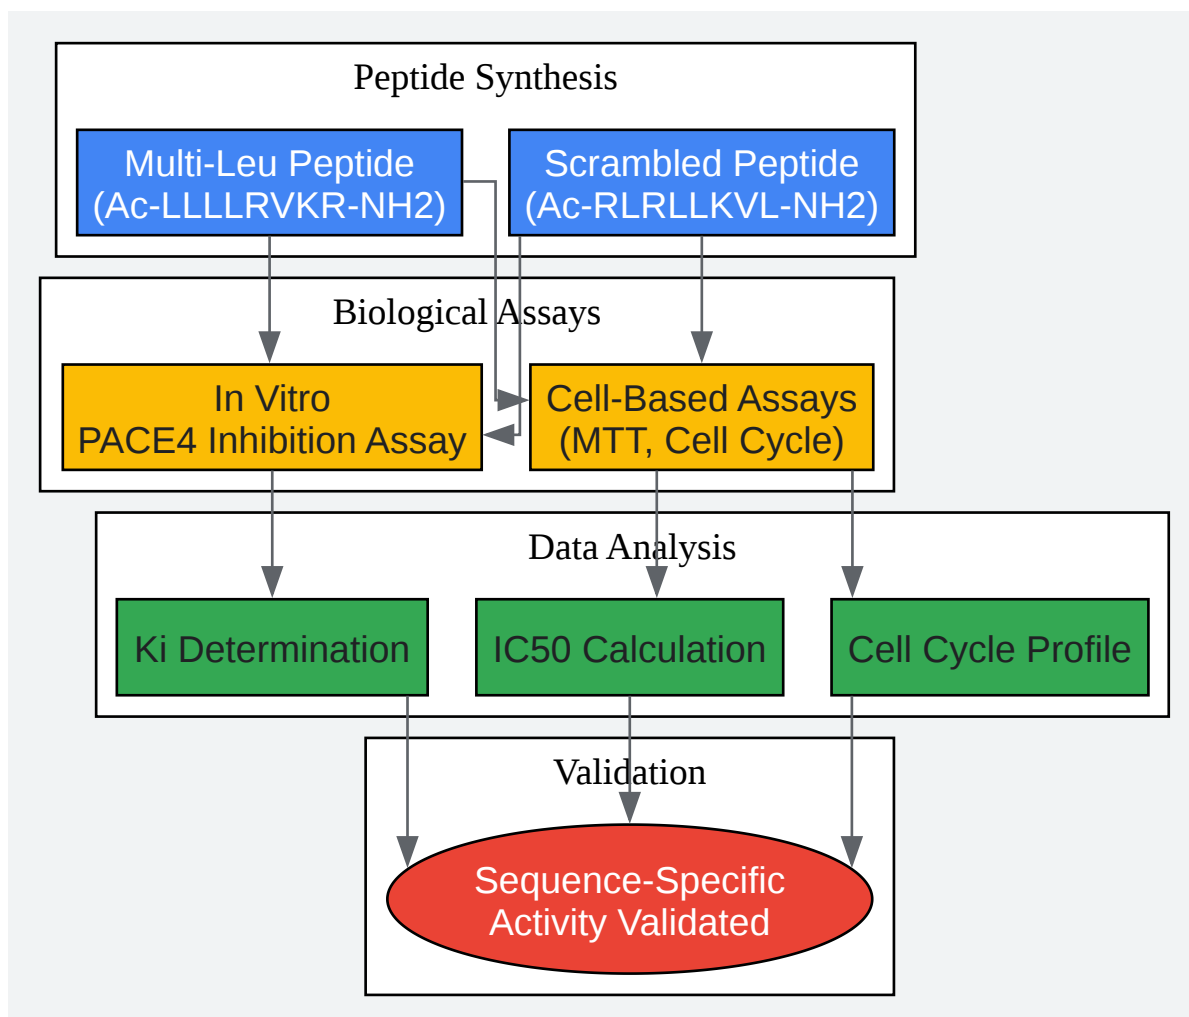 Peptide Synthesis
Multi-Leu Peptide
(Ac-LLLLRVKR-NH2)
Scrambled Peptide
(Ac-RLRLLKVL-NH2)
Biological Assays
In Vitro
PACE4 Inhibition Assay
Cell-Based Assays
(MTT, Cell Cycle)
Data Analysis
Ki Determination
IC50 Calculation
Cell Cycle Profile
Validation
Sequence-Specific
Activity Validated